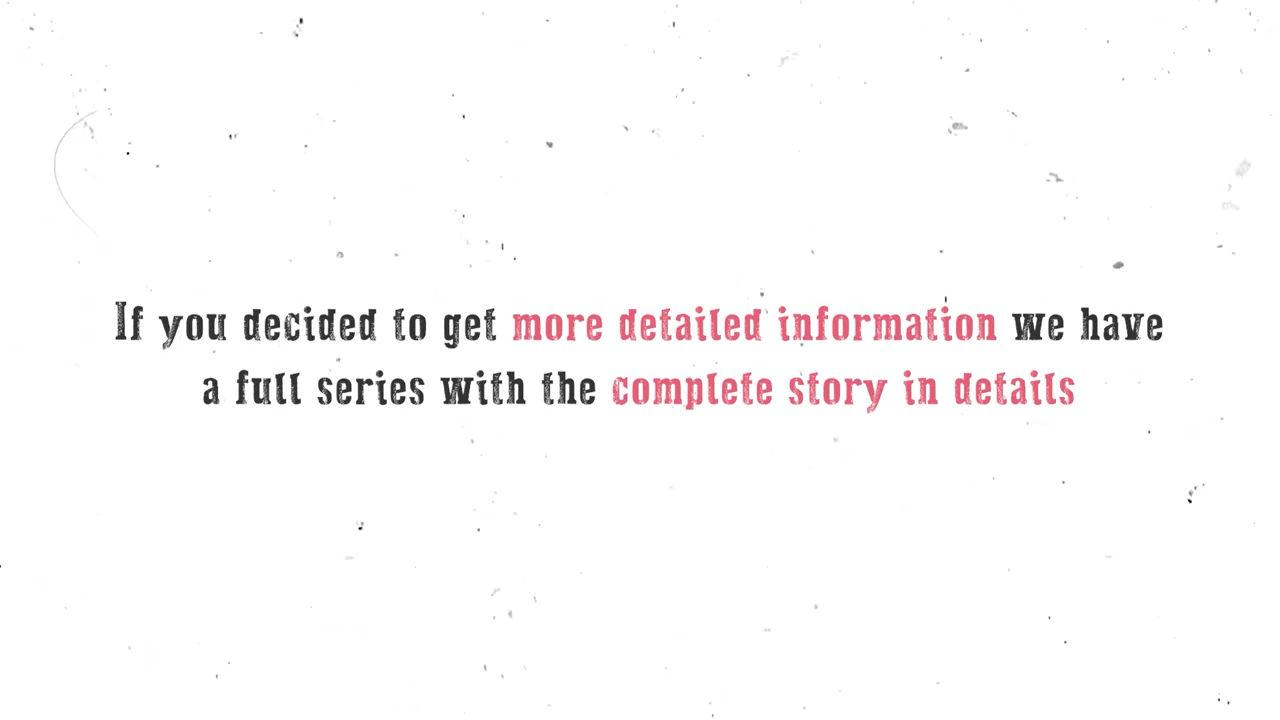 If you decided to get more detailed information we have
a full series with the complete story in details